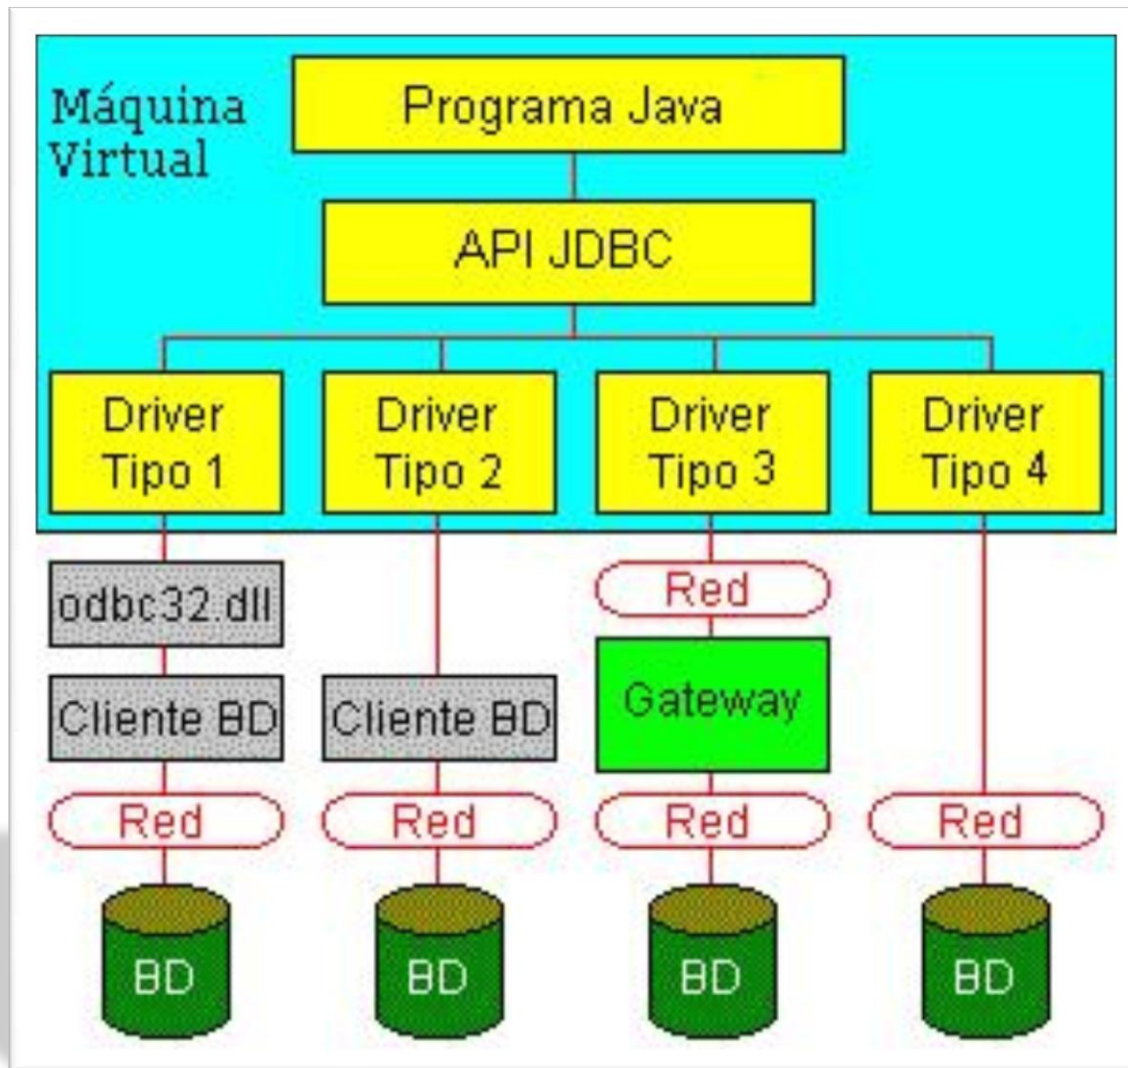 Máquina
Virtual
Programa Java
API JDBC
Driver
Tipo 1
Driver
Tipo 2
Driver
Tipo 3
Driver
Tipo 4
odbc32.dll
Cliente BD
Red
BD
Cliente BD
Red
BD
Red
Gateway
Red
BD
Red
BD